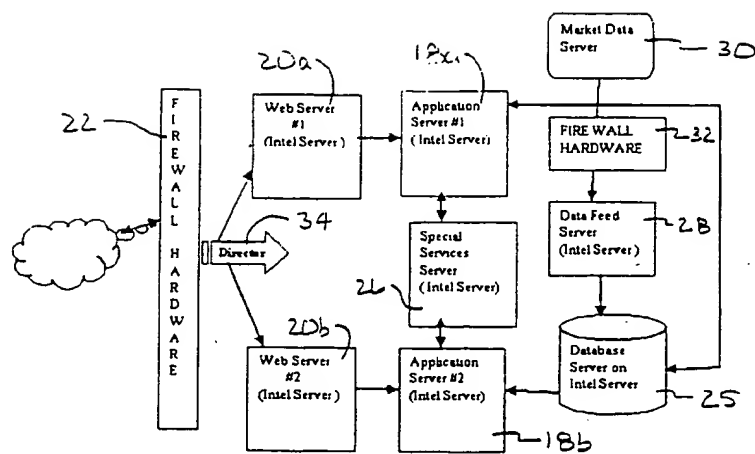 20a
18a
Market Data
Server
30
22
FIREWALL HARDWARE
Web Server
#1
(Intel Server)
Application
Server #1
(Intel Server)
FIRE WALL
HARDWARE
32
34
Director
Special
Services
Server
(Intel Server)
26
Data Feed
Server
(Intel Server)
28
20b
Web Server
#2
(Intel Server)
Application
Server #2
(Intel Server)
Database
Server on
Intel Server
25
18b